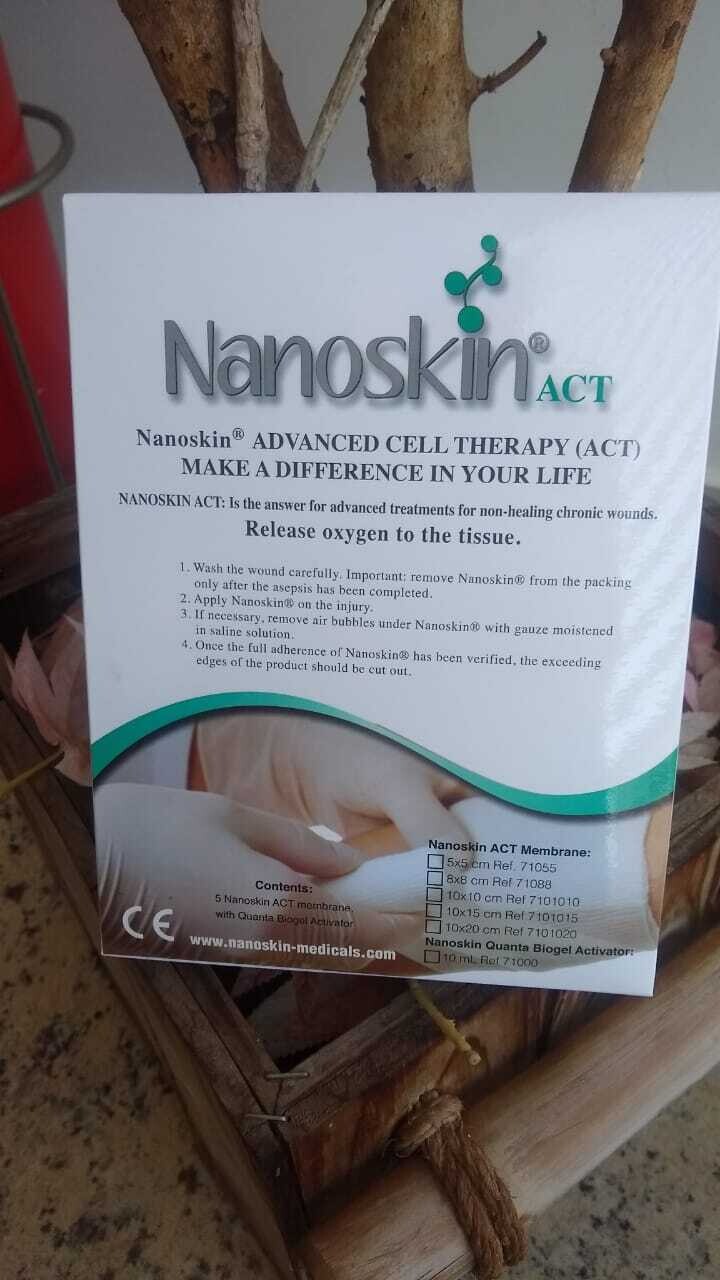 Nanoskin® ACT
Nanoskin® ADVANCED CELL THERAPY (ACT)
MAKE A DIFFERENCE IN YOUR LIFE
NANOSKIN ACT: Is the answer for advanced treatments for non-healing chronic wounds.
Release oxygen to the tissue.
1. Wash the wound carefully. Important: remove Nanoskin® from the packing
only after the asepsis has been completed.
2. Apply Nanoskin® on the injury.
3. If necessary, remove air bubbles under Nanoskin® with gauze moistened
in saline solution.
4. Once the full adherence of Nanoskin® has been verified, the exceeding
edges of the product should be cut out.
Contents:
5 Nanoskin ACT membrane,
with Quanta Biogel Activator
CE
www.nanoskin-medicals.com
Nanoskin ACT Membrane:
5x5 cm Ref. 71055
8x8 cm Ref 71088
10x10 cm Ref 7101010
10x15 cm Ref 7101015
10x20 cm Ref 7101020
Nanoskin Quanta Biogel Activator:
10 mL Ref 71000